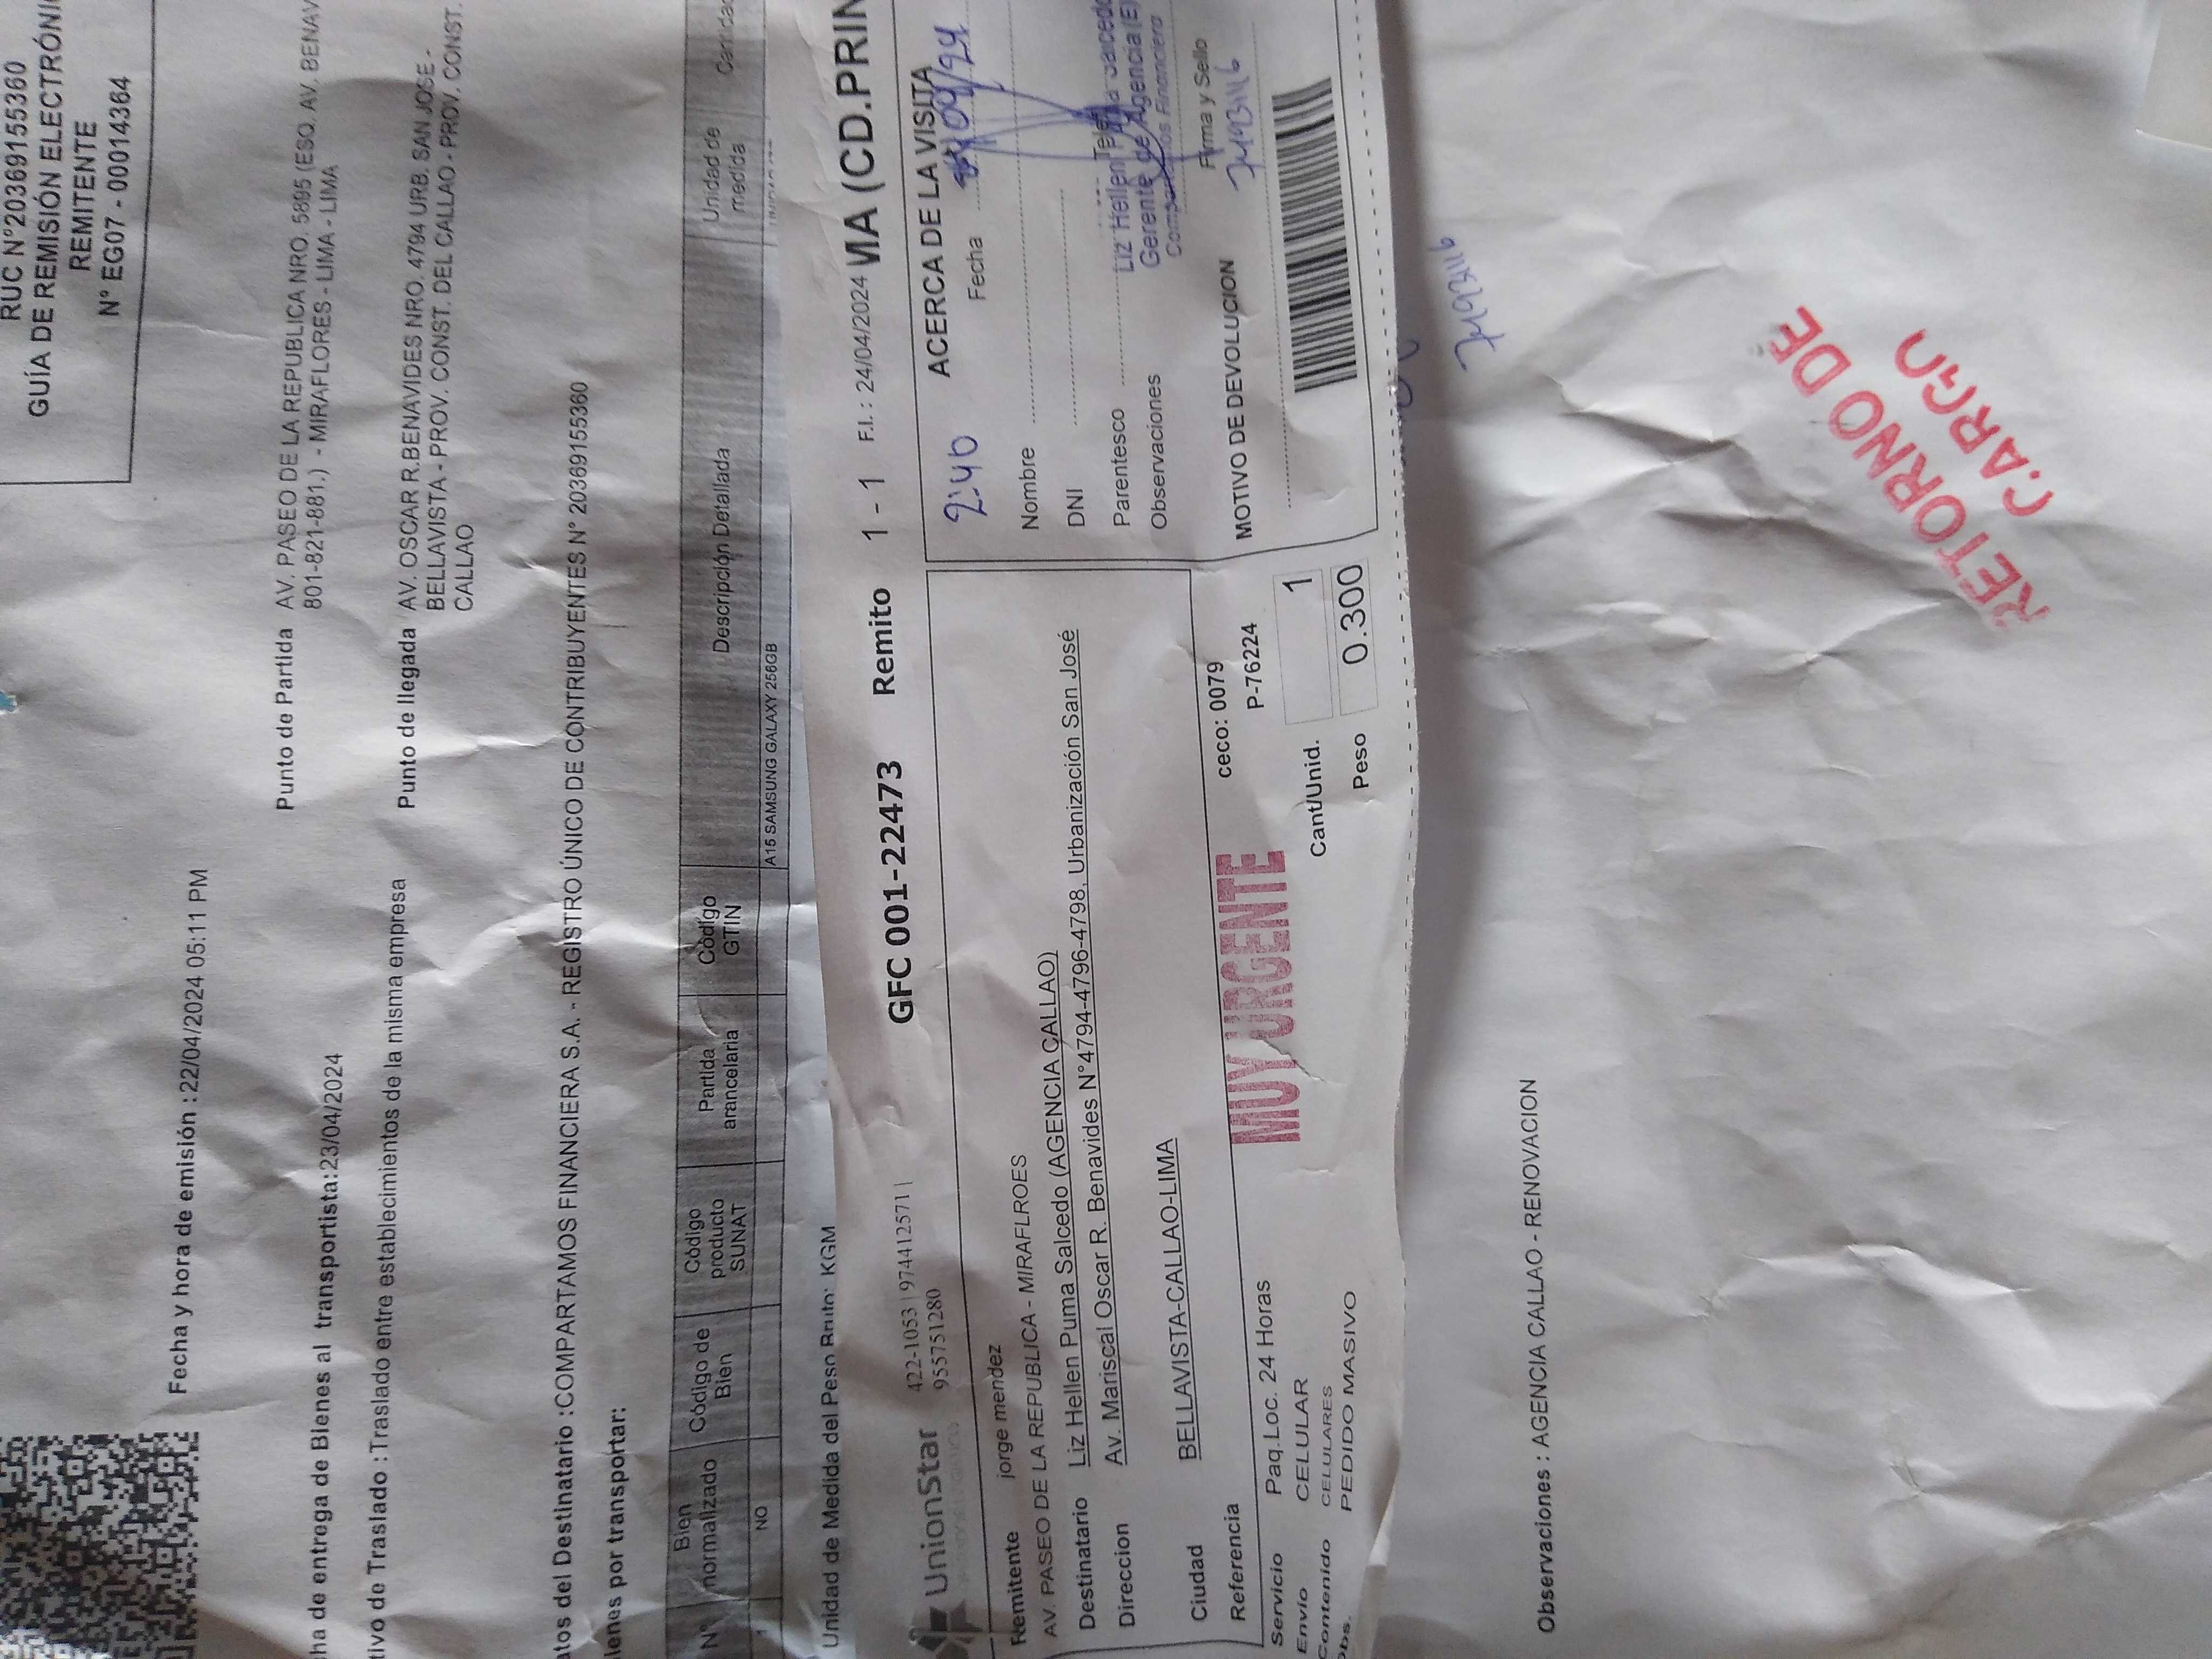 RUC N°20369155360
GUÍA DE REMISIÓN ELECTRÓNI
REMITENTE
N° EG07 - 00014364
Fecha y hora de emisión :22/04/2024 05:11 PM
ha de entrega de Bienes al transportista:23/04/2024
tivo de Traslado :Traslado entre establecimientos de la misma empresa
Punto de Partida AV. PASEO DE LA REPUBLICA NRO. 5895 (ESQ. AV. BENAV
801-821-881.) - MIRAFLORES - LIMA - LIMA
Punto de llegada AV. OSCAR R.BENAVIDES NRO. 4794 URB. SAN JOSE -
BELLAVISTA - PROV. CONST. DEL CALLAO - PROV. CONST.
CALLAO
atos del Destinatario :COMPARTAMOS FINANCIERA S.A. - REGISTRO ÚNICO DE CONTRIBUYENTES N° 20369155360
ienes por transportar:
N° Bien normalizado Código de Bien Código producto SUNAT Partida arancelaria Código GTIN Descripción Detallada Unidad de medida Cantidad
1 NO A15 SAMSUNG GALAXY 256GB
Unidad de Medida del Peso Bruto: KGM
UnionStar
422-1053 | 974412571 |
955751280
GFC 001-22473 Remito 1 - 1 F.I.: 24/04/2024
MA (CD.PRIN
Remitente jorge mendez
AV. PASEO DE LA REPUBLICA - MIRAFLROES
Destinatario Liz Hellen Puma Salcedo (AGENCIA CALLAO)
Direccion Av. Mariscal Oscar R. Benavides N°4794-4796-4798, Urbanización San José
Ciudad BELLAVISTA-CALLAO-LIMA
Referencia ceco: 0079
P-76224
MUY URGENTE
Servicio Paq.Loc. 24 Horas
Envio CELULAR
Contenido CELULARES
Obs. PEDIDO MASIVO
Cant/Unid. 1
Peso 0.300
ACERCA DE LA VISITA
2:40 Fecha
Nombre
DNI
Parentesco
Observaciones
Liz Hellen
Gerente de Agencia (E)
Financiera
Firma y Sello
MOTIVO DE DEVOLUCION
Observaciones : AGENCIA CALLAO - RENOVACION
RETORNO DE
CARGO